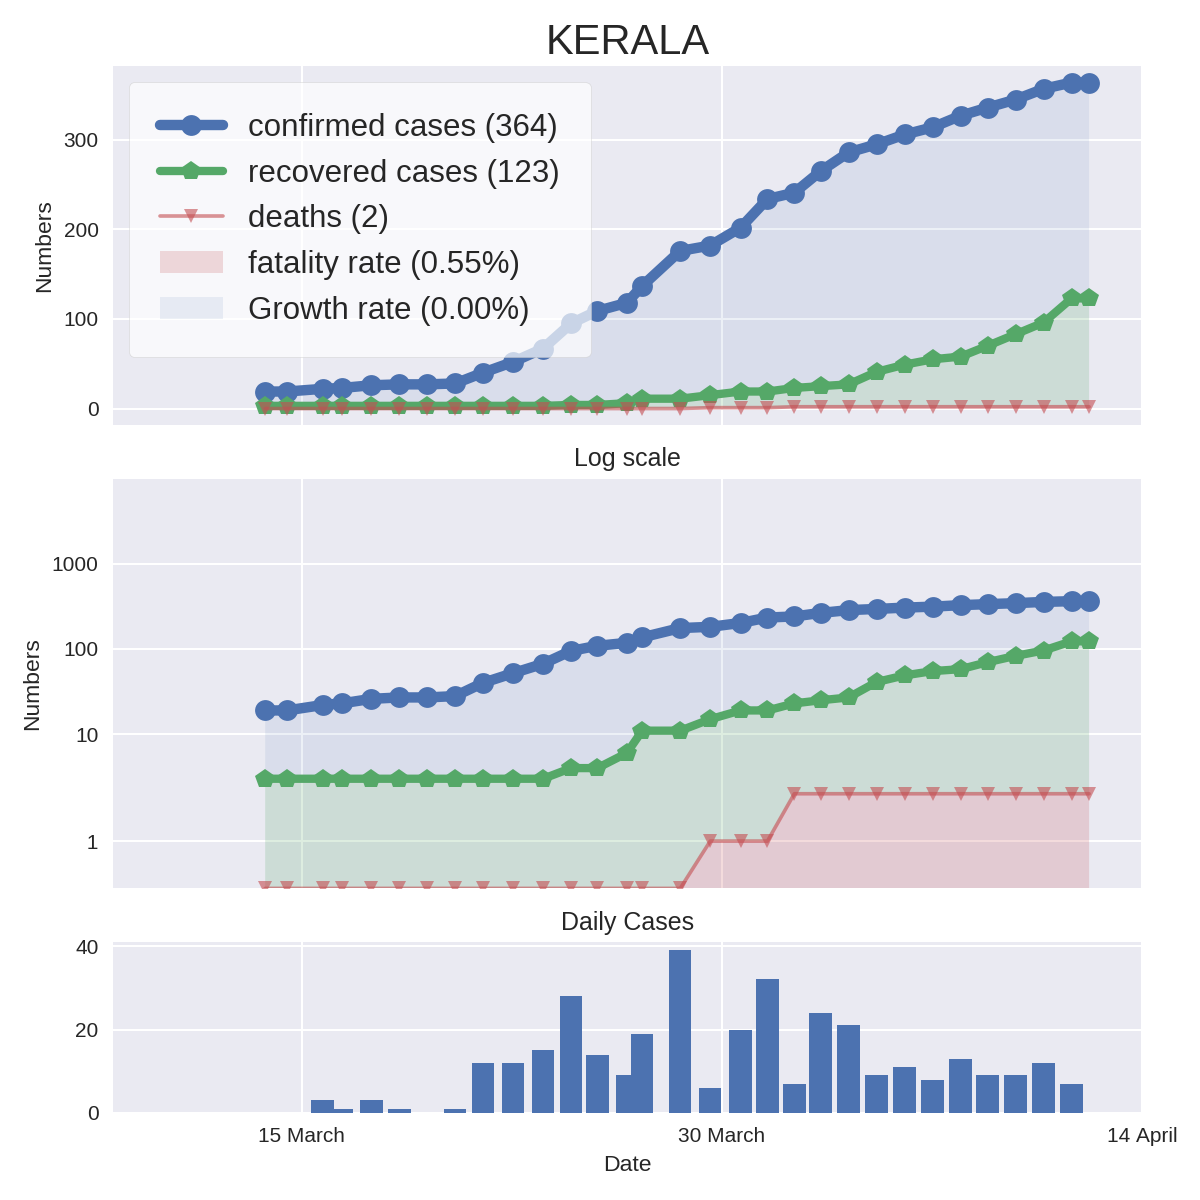 KERALA
confirmed cases (364)
recovered cases (123)
deaths (2)
fatality rate (0.55%)
Growth rate (0.00%)
Numbers
300
200
100
0
Log scale
Numbers
1000
100
10
1
Daily Cases
40
20
0
15 March 30 March 14 April
Date